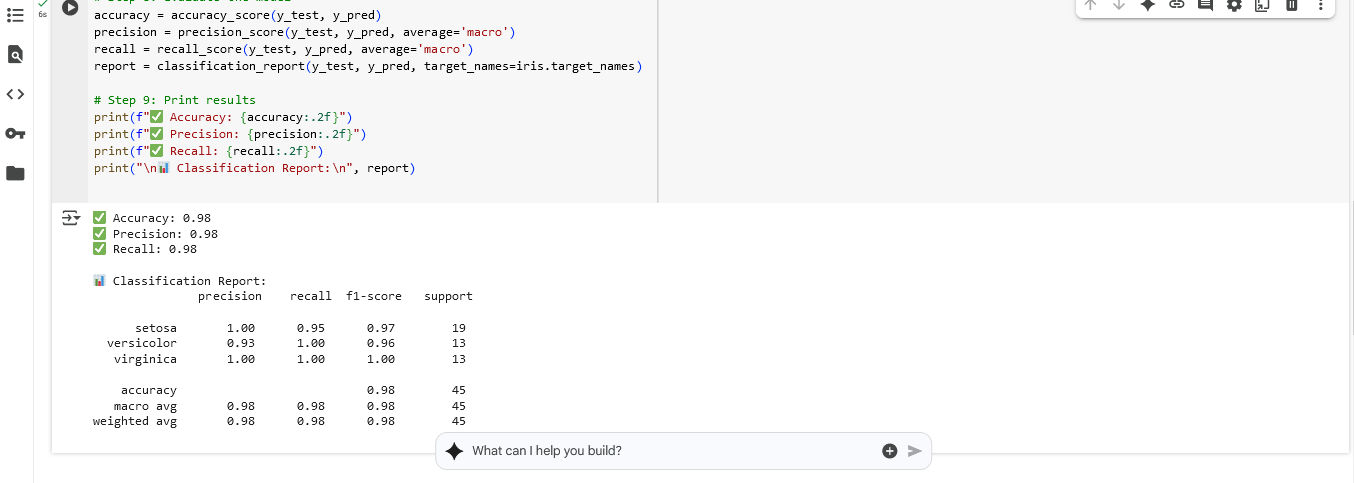 6s
accuracy = accuracy_score(y_test, y_pred)
precision = precision_score(y_test, y_pred, average='macro')
recall = recall_score(y_test, y_pred, average='macro')
report = classification_report(y_test, y_pred, target_names=iris.target_names)
# Step 9: Print results
print(f"✅ Accuracy: {accuracy:.2f}")
print(f"✅ Precision: {precision:.2f}")
print(f"✅ Recall: {recall:.2f}")
print("\n📊 Classification Report:\n", report)
✅ Accuracy: 0.98
✅ Precision: 0.98
✅ Recall: 0.98
📊 Classification Report:
precision recall f1-score support
setosa 1.00 0.95 0.97 19
versicolor 0.93 1.00 0.96 13
virginica 1.00 1.00 1.00 13
accuracy 0.98 45
macro avg 0.98 0.98 0.98 45
weighted avg 0.98 0.98 0.98 45
What can I help you build?